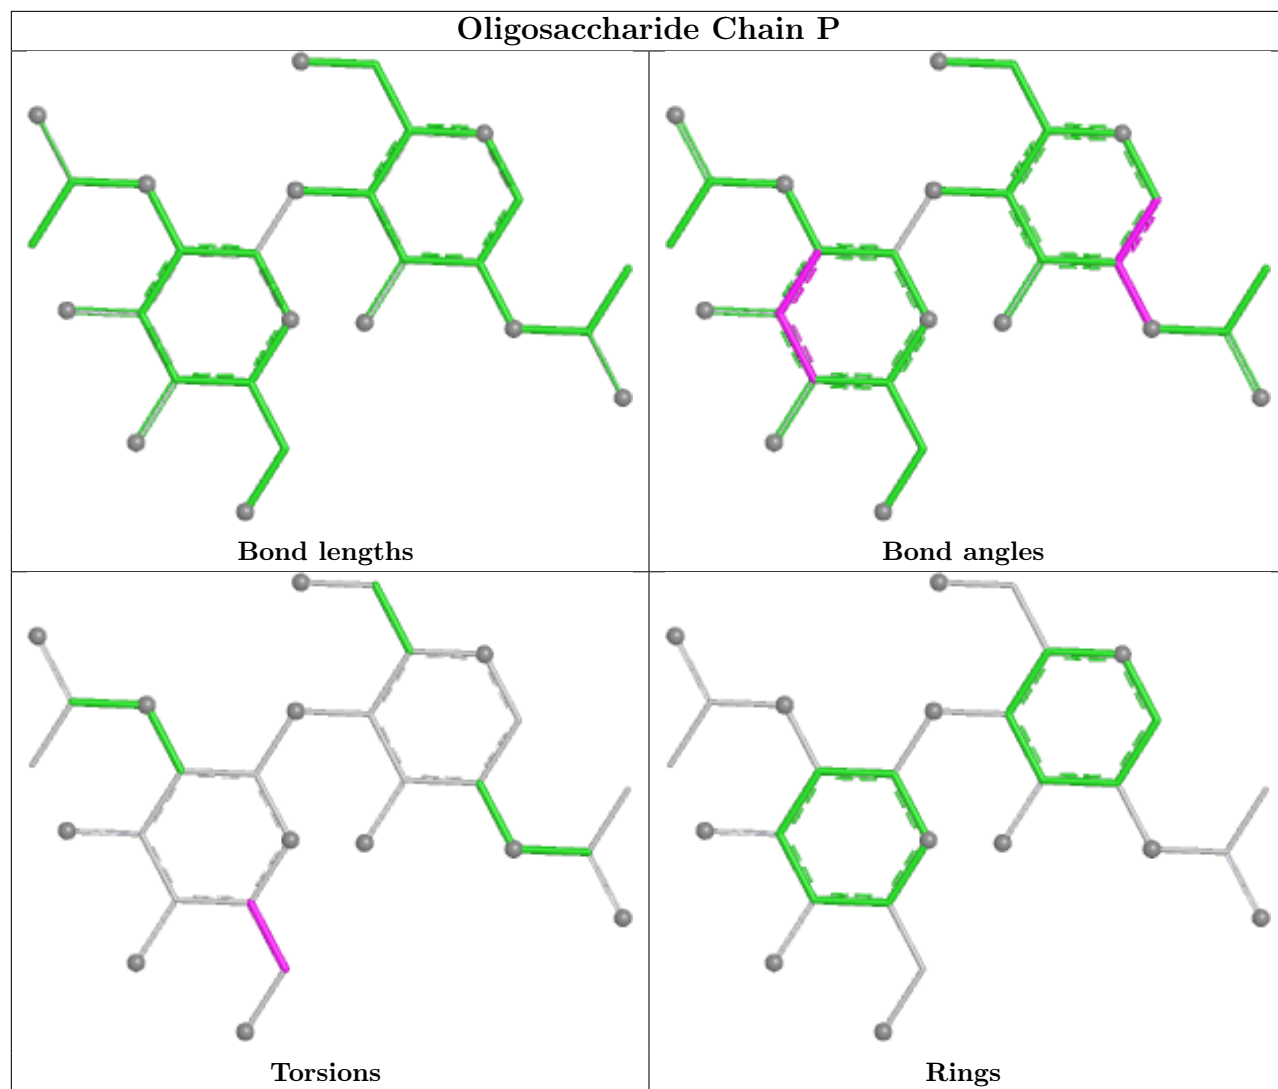 Oligosaccharide Chain P
Bond lengths
Bond angles
Torsions
Rings